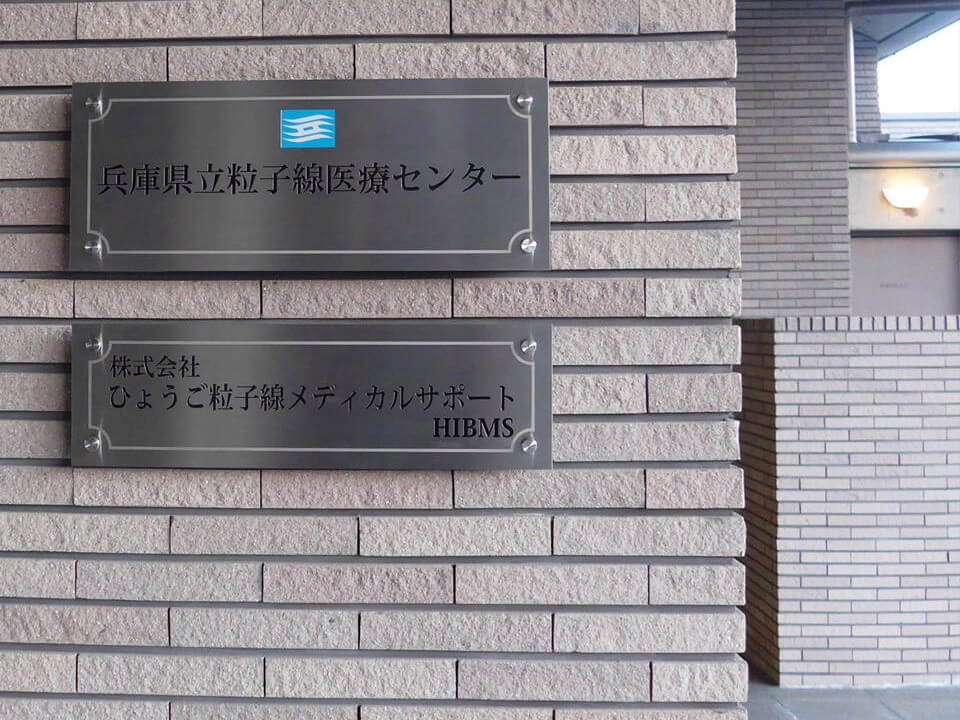 兵庫県立粒子線医療センター
株式会社
ひょうご粒子線メディカルサポート
HIBMS